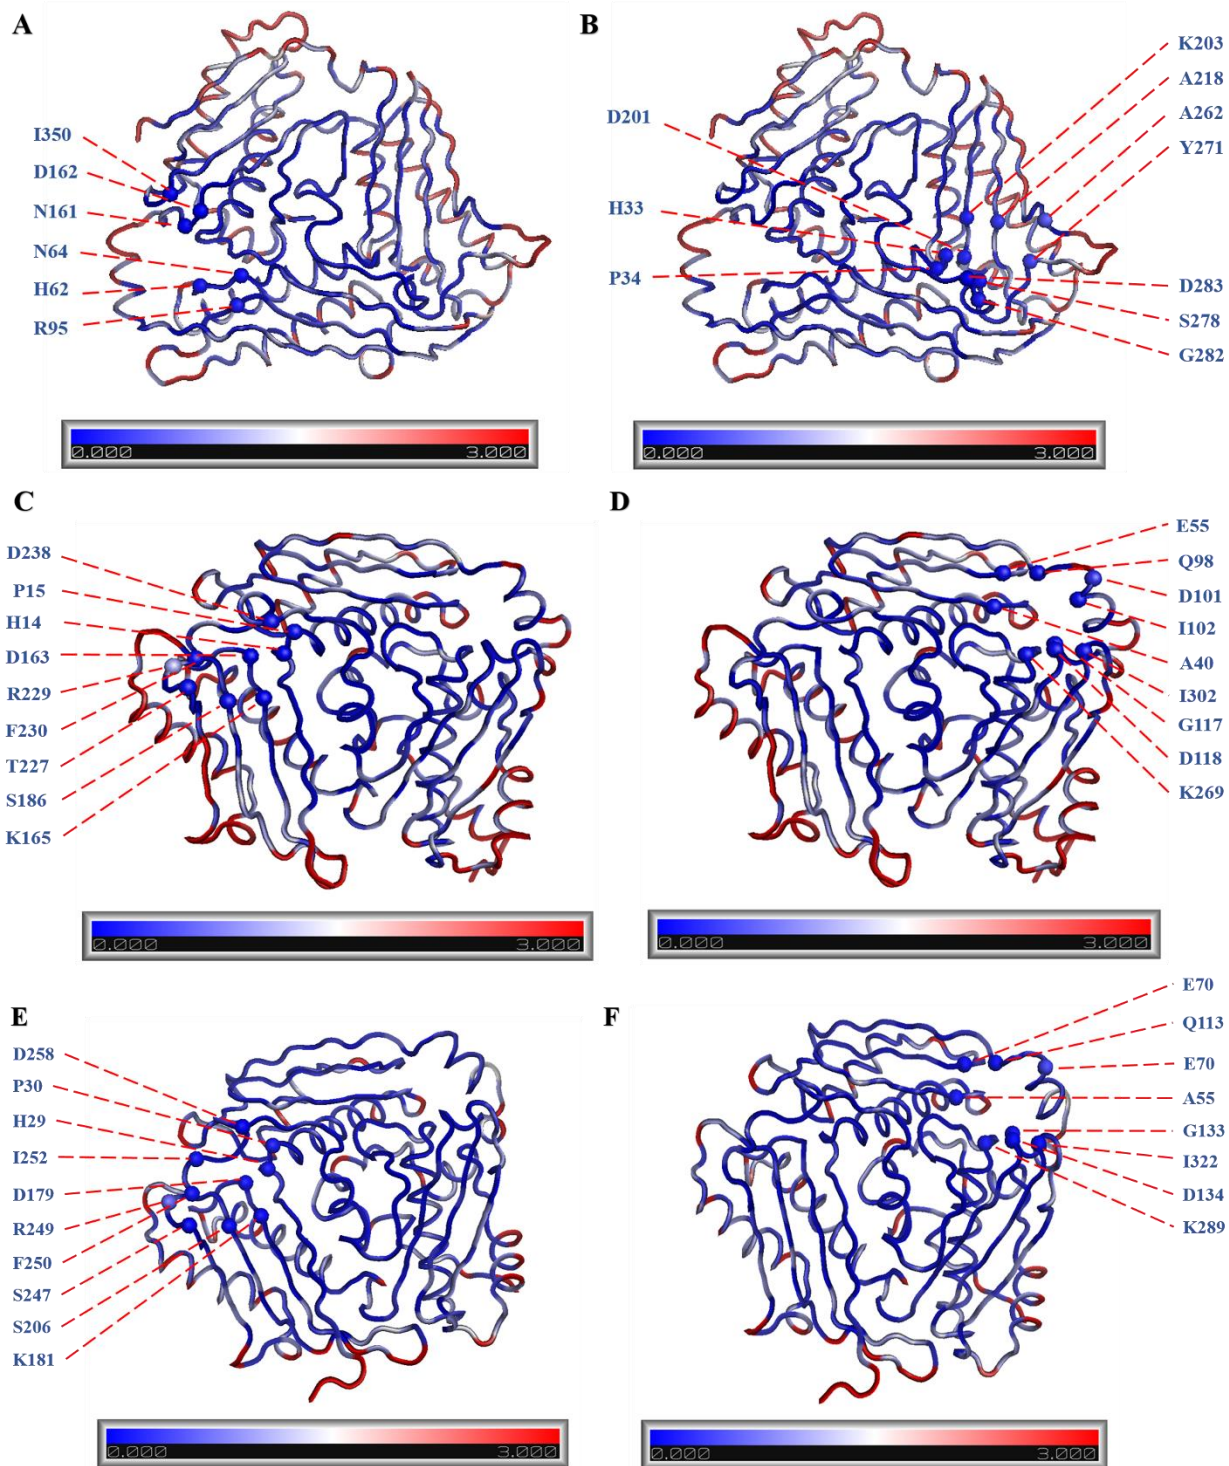 A
I350
D162
N161
N64
H62
R95
0.000 3.000
B
D201
H33
P34
K203
A218
A262
Y271
D283
S278
G282
0.000 3.000
C
D238
P15
H14
D163
R229
F230
T227
S186
K165
0.000 3.000
D
E55
Q98
D101
I102
A40
I302
G117
D118
K269
0.000 3.000
E
D258
P30
H29
I252
D179
R249
F250
S247
S206
K181
0.000 3.000
F
E70
Q113
E70
A55
G133
I322
D134
K289
0.000 3.000